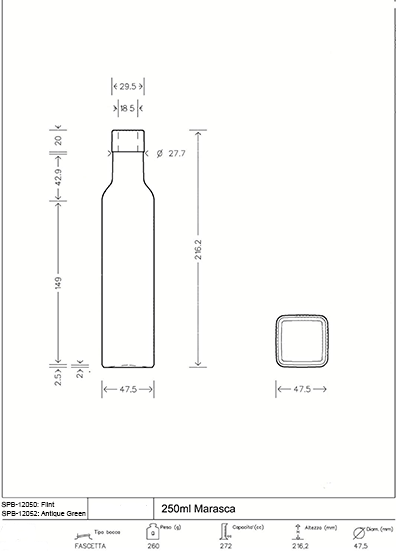 29.5
18.5
20
Ø 27.7
42.9
216.2
149
2.5
2
47.5
47.5
SPB-12050: Flint
SPB-12052: Antique Green
250ml Marasca
Tipo bocca
Peso (g)
Capacita'(cc)
Altezza (mm)
Diam. (mm)
FASCETTA
260
272
216,2
47,5